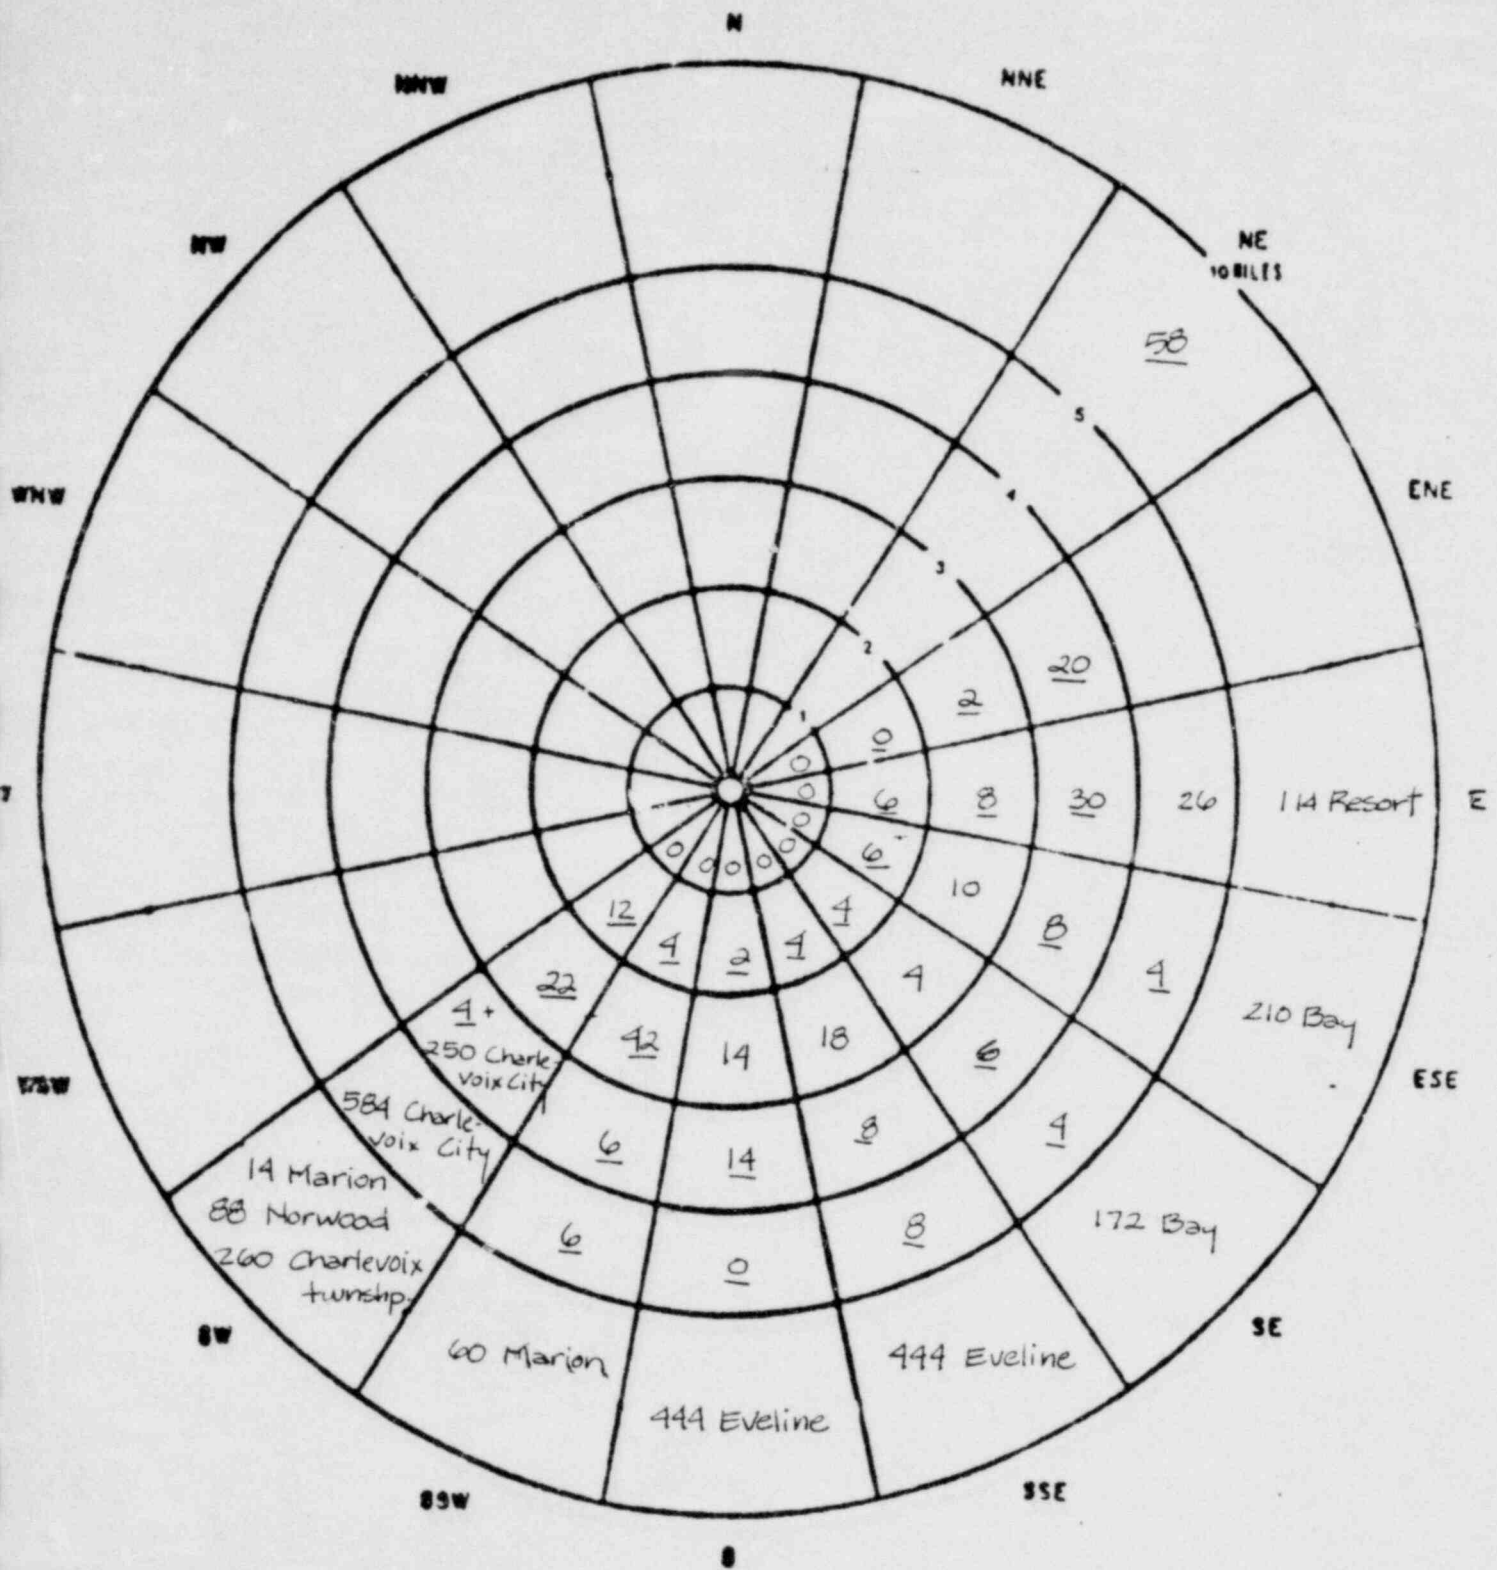 N
NNW
NNE
NW
NE
10 MILES
58
5
WNW
4
ENE
3
2
20
2
1
0
0
0
6
8
30
26
114 Resort
E
0
0
6
0
0
0
0
0
10
12
4
2
4
4
8
4
22
4
210 Bay
4 +
250 Charle-
voix City
42
14
18
6
WSW
ESE
584 Charle-
voix City
6
14
8
4
14 Marion
88 Norwood
260 Charlevoix
twnshp.
6
0
8
172 Bay
SW
SE
60 Marion
444 Eveline
444 Eveline
SSW
SSE
S